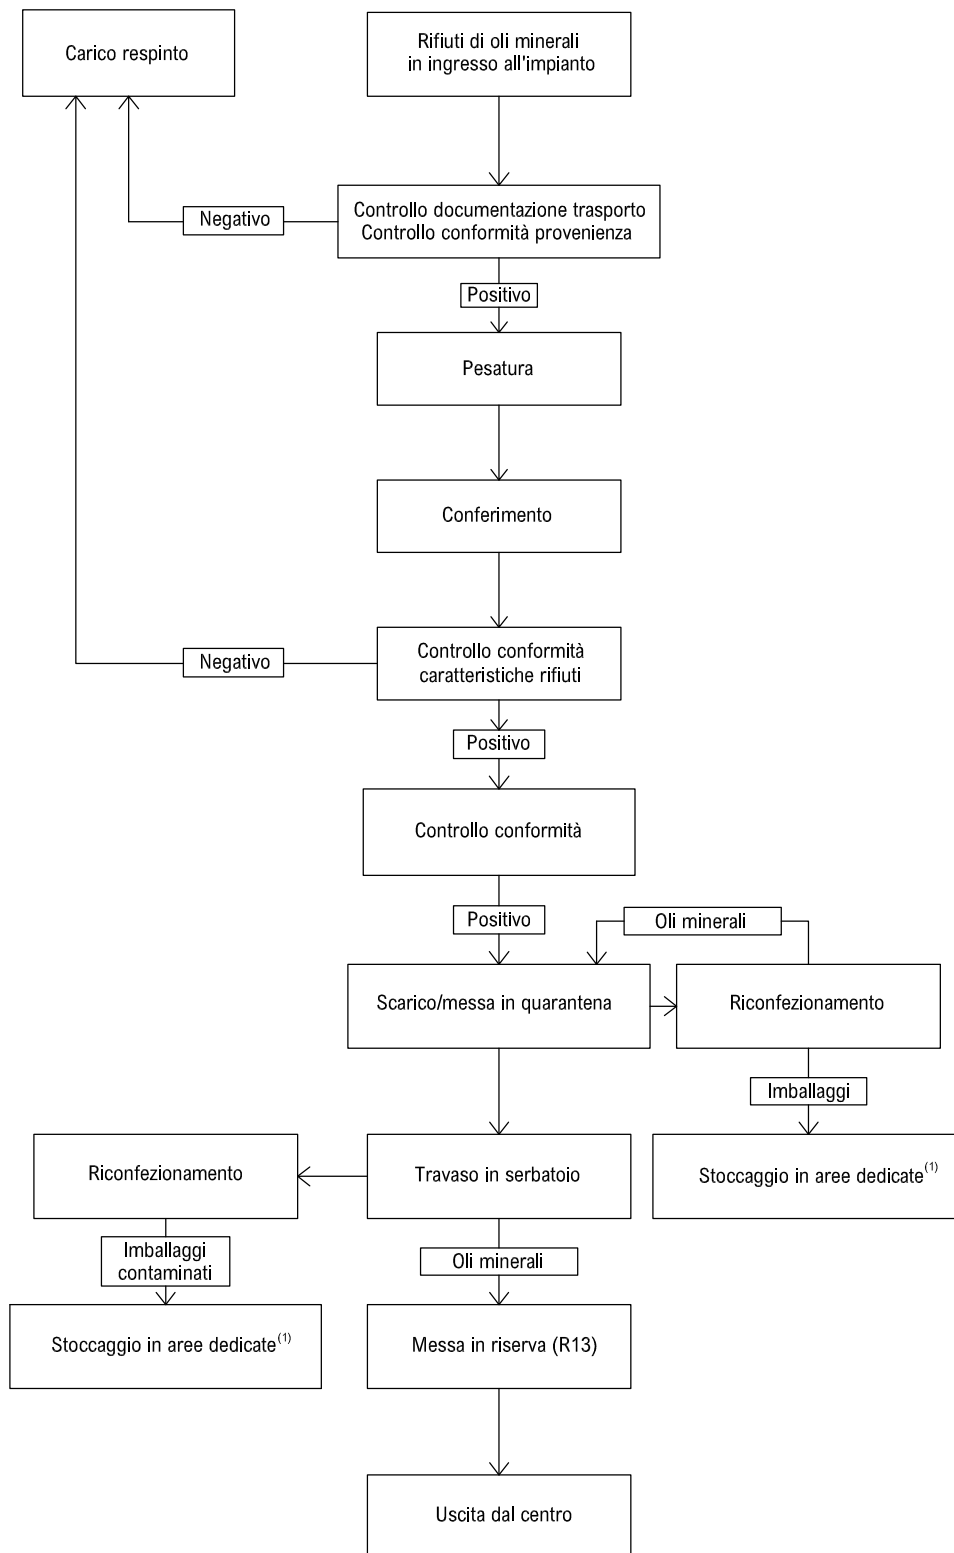 Carico respinto
Rifiuti di oli minerali
in ingresso all'impianto
Negativo
Controllo documentazione trasporto
Controllo conformità provenienza
Positivo
Pesatura
Conferimento
Negativo
Controllo conformità
caratteristiche rifiuti
Positivo
Controllo conformità
Positivo
Oli minerali
Scarico/messa in quarantena
Riconfezionamento
Imballaggi
Riconfezionamento
Travaso in serbatoio
Stoccaggio in aree dedicate(1)
Imballaggi
contaminati
Oli minerali
Stoccaggio in aree dedicate(1)
Messa in riserva (R13)
Uscita dal centro